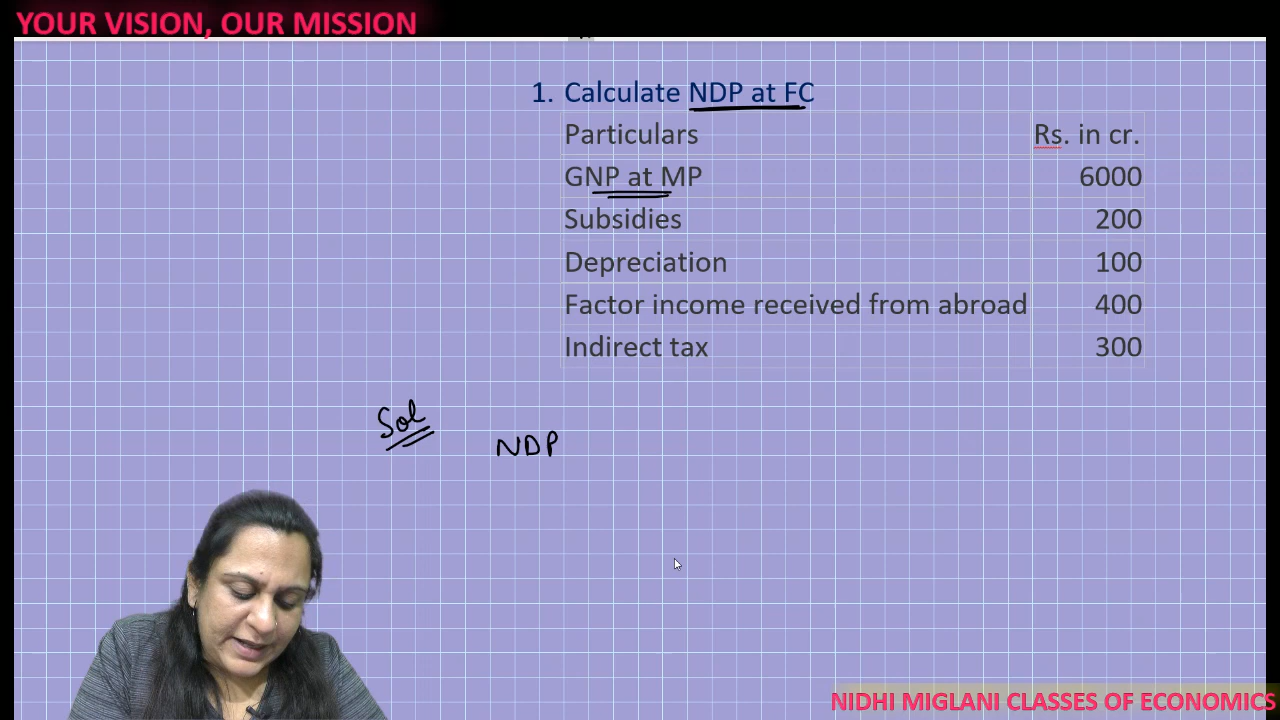 YOUR VISION, OUR MISSION
1. Calculate NDP at FC
Particulars Rs. in cr.
GNP at MP 6000
Subsidies 200
Depreciation 100
Factor income received from abroad 400
Indirect tax 300
Sol
NDP
NIDHI MIGLANI CLASSES OF ECONOMICS